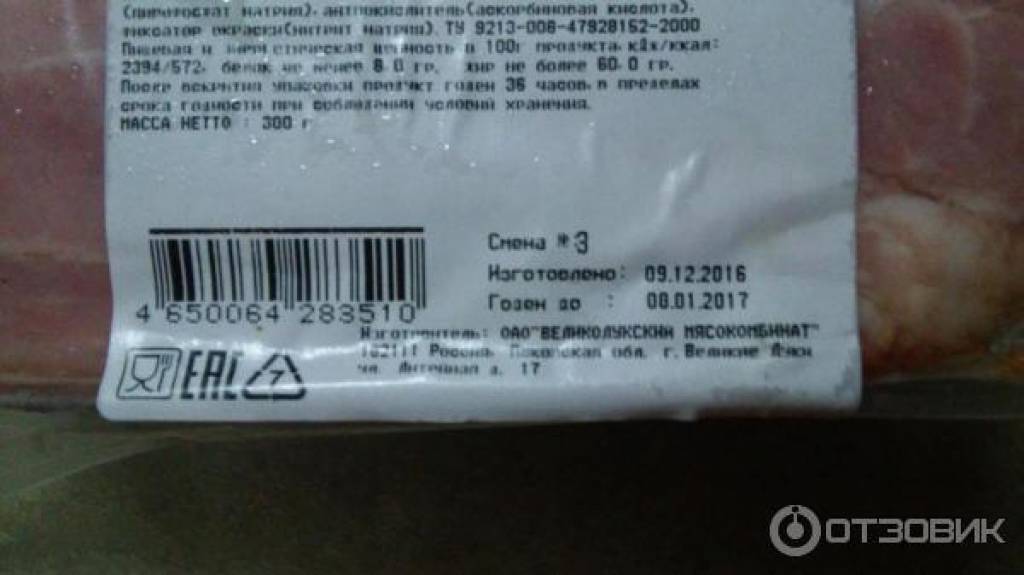 (пирофосфат натрия), антиокислитель(аскорбиновая кислота),
фиксатор окраски(нитрит натрия). ТУ 9213-006-47928152-2000
Пищевая и энергетическая ценность в 100г продукта, кДж/ккал:
2394/572, белок не менее 8.0 гр., жир не более 60.0 гр.
После вскрытия упаковки продукт годен 36 часов, в пределах
срока годности при соблюдении условий хранения.
МАССА НЕТТО : 300 г
Смена № 3
Изготовлено: 09.12.2016
Годен до : 08.01.2017
4 650064 283510
Изготовитель: ОАО"ВЕЛИКОЛУКСКИЙ МЯСОКОМБИНАТ"
182111 Россия, Псковская обл. г. Великие Луки
ул. Литейная д. 17
EAC
7
ОТЗОВИК